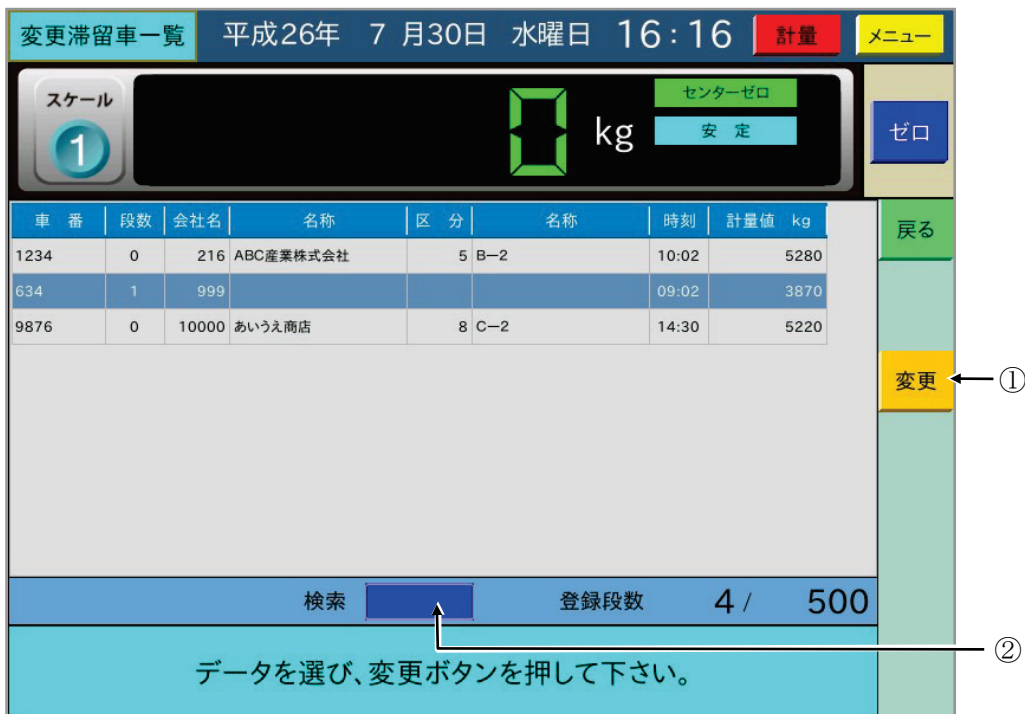 変更滞留車一覧 平成26年 7 月30日 水曜日 16:16 計量 メニュー
スケール
1
0 kg
センターゼロ
安 定
ゼロ
車 番 段数 会社名 名称 区 分 名称 時刻 計量値 kg
戻る
1234 0 216 ABC産業株式会社 5 B－2 10:02 5280
634 1 999 09:02 3870
9876 0 10000 あいうえ商店 8 C－2 14:30 5220
変更 ①
検索 登録段数 4 / 500
データを選び、変更ボタンを押して下さい。
②